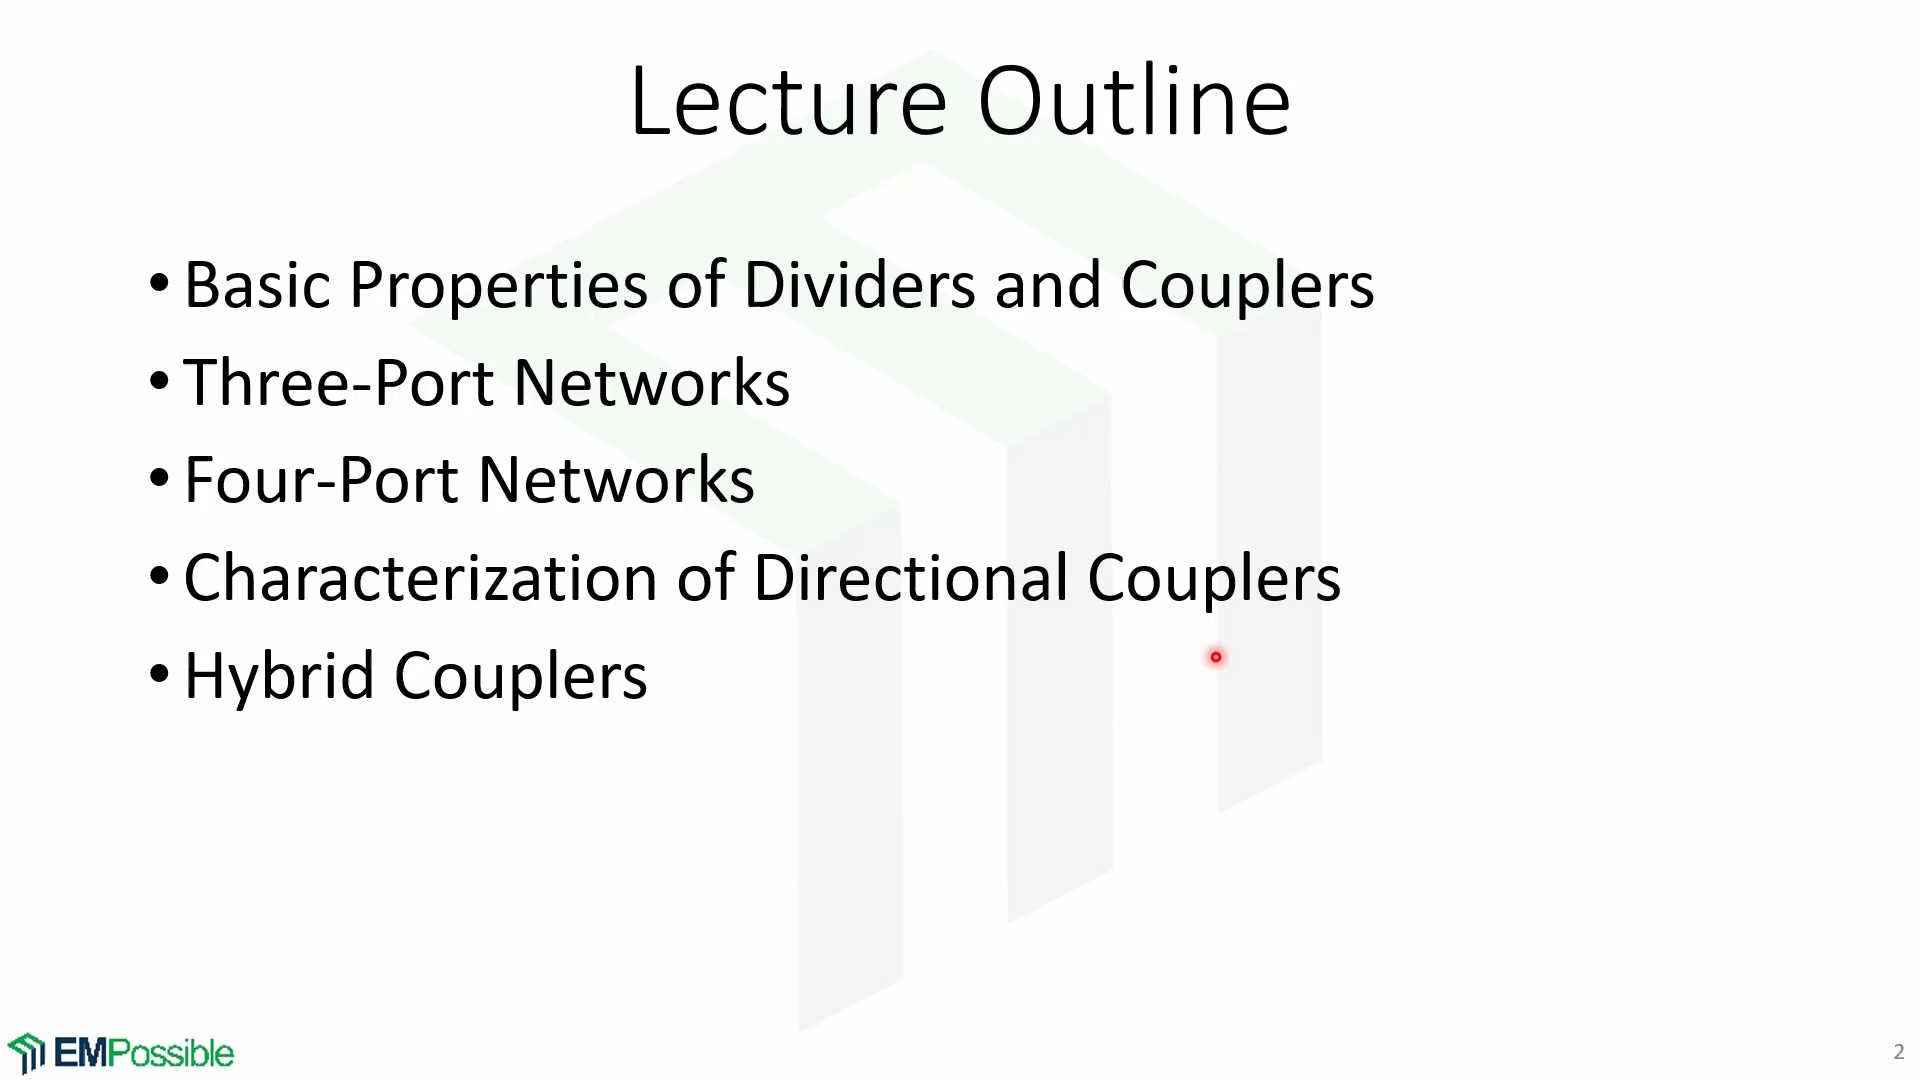 Lecture Outline
• Basic Properties of Dividers and Couplers
• Three-Port Networks
• Four-Port Networks
• Characterization of Directional Couplers
• Hybrid Couplers
EMPossible
2